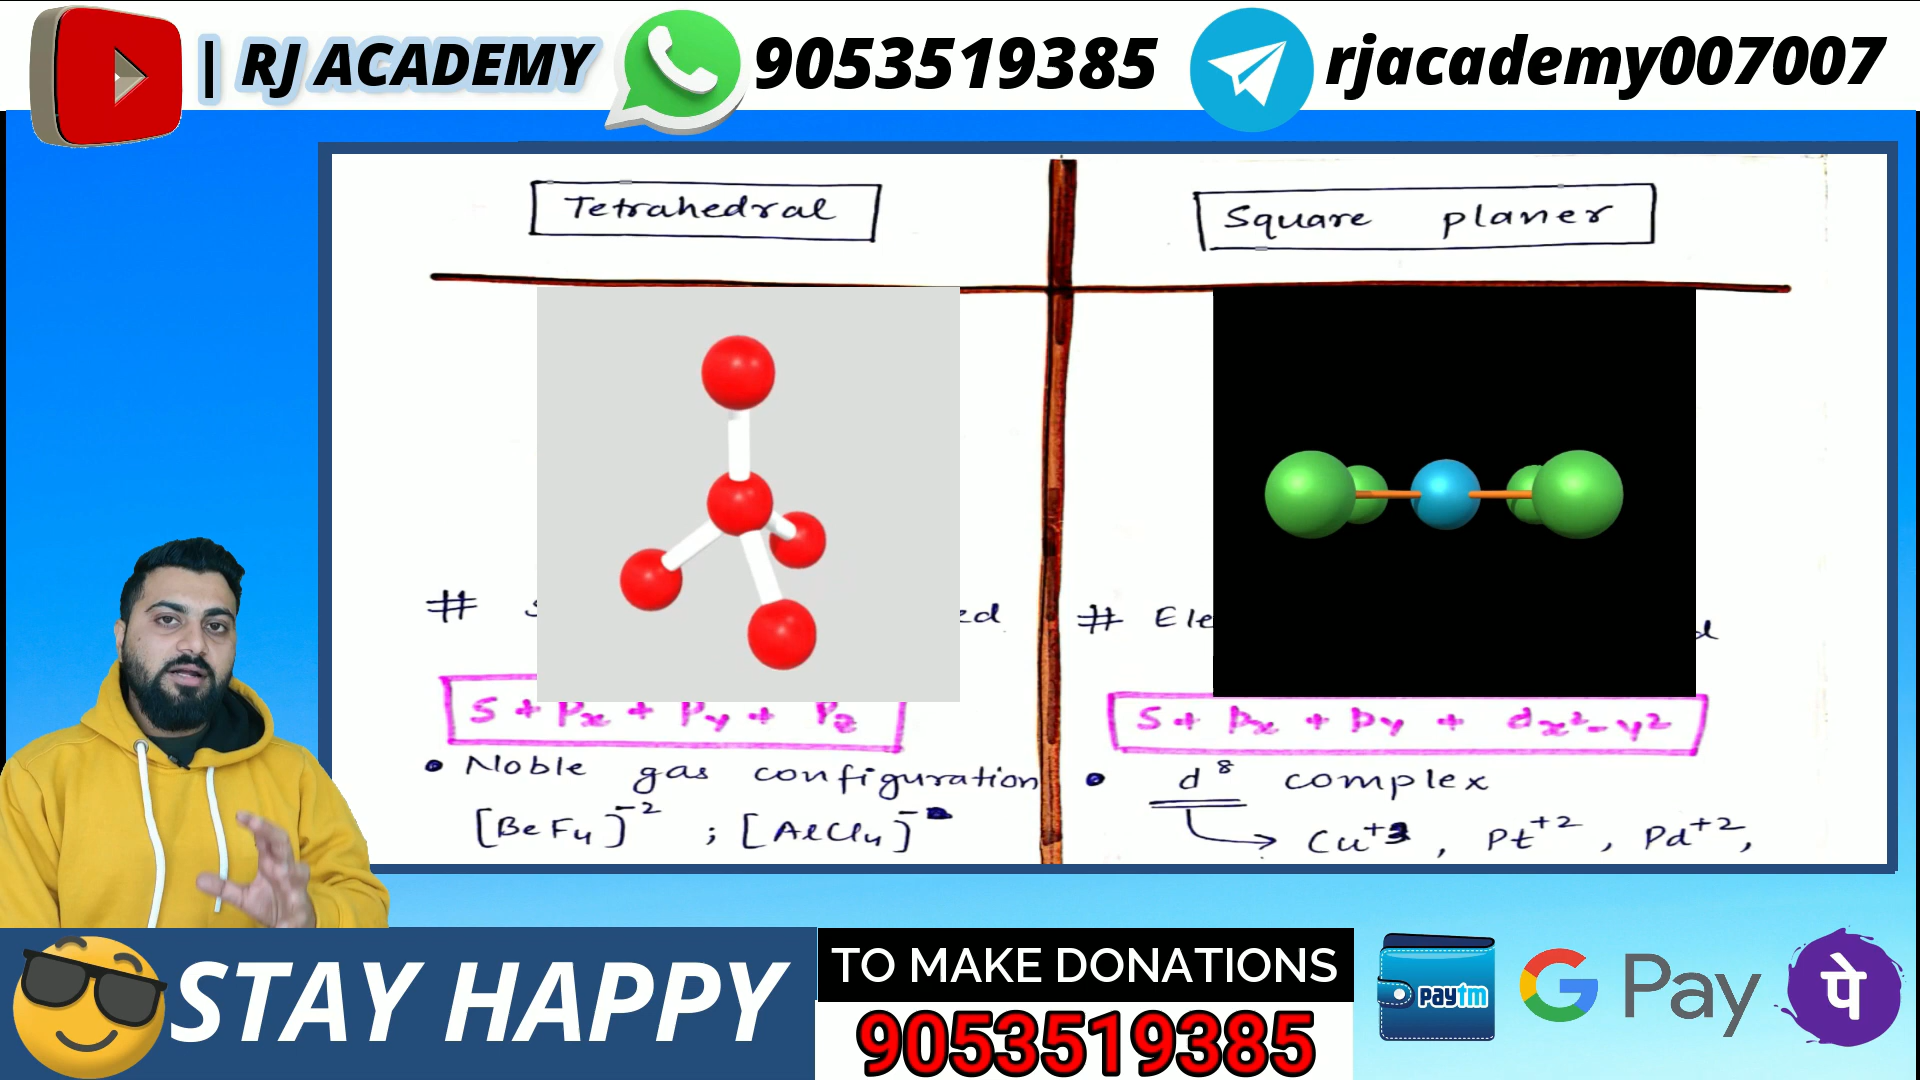 | RJ ACADEMY 9053519385 rjacademy007007
Tetrahedral
Square planer
#
# Ele
S + Px + Py + Pz
S + Px + Py + dx²-y²
• Noble gas configuration
[BeF₄]⁻² ; [AlCl₄]⁻
• d⁸ complex
Cu⁺³, Pt⁺², Pd⁺²,
STAY HAPPY
TO MAKE DONATIONS
9053519385
paytm
G Pay
पे